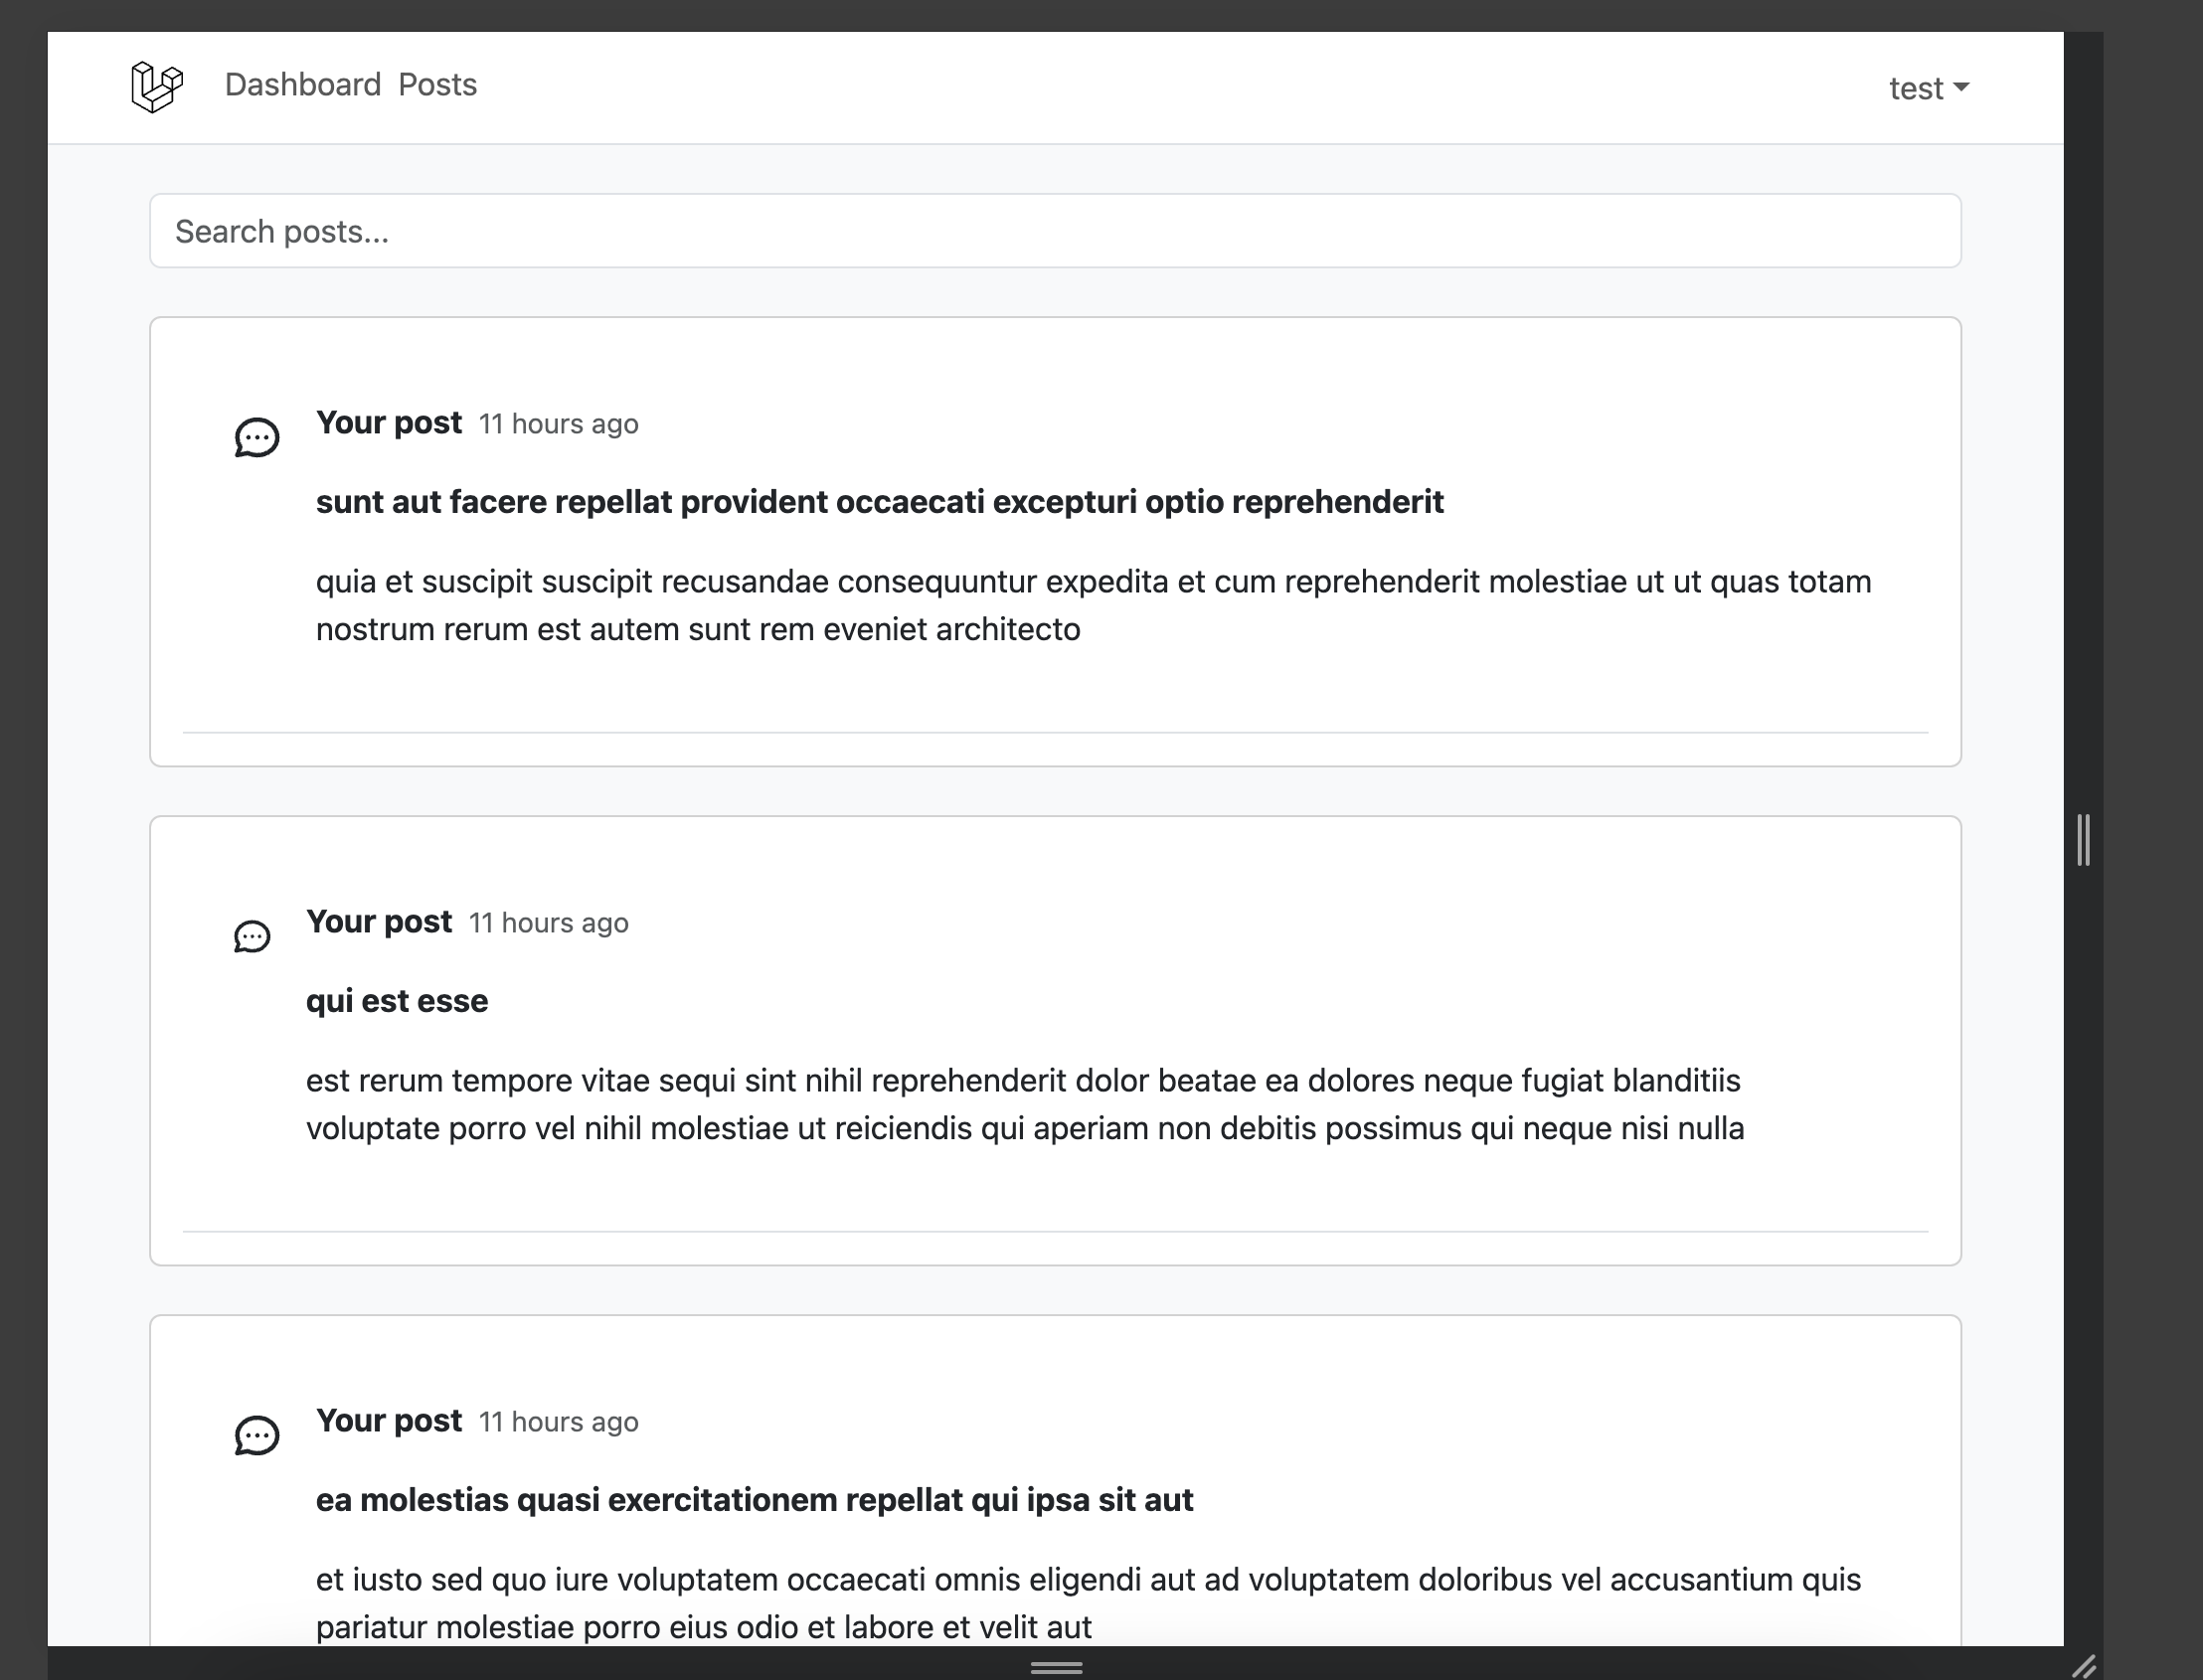 Dashboard Posts test
Search posts...
Your post 11 hours ago
sunt aut facere repellat provident occaecati excepturi optio reprehenderit
quia et suscipit suscipit recusandae consequuntur expedita et cum reprehenderit molestiae ut ut quas totam
nostrum rerum est autem sunt rem eveniet architecto
Your post 11 hours ago
qui est esse
est rerum tempore vitae sequi sint nihil reprehenderit dolor beatae ea dolores neque fugiat blanditiis
voluptate porro vel nihil molestiae ut reiciendis qui aperiam non debitis possimus qui neque nisi nulla
Your post 11 hours ago
ea molestias quasi exercitationem repellat qui ipsa sit aut
et iusto sed quo iure voluptatem occaecati omnis eligendi aut ad voluptatem doloribus vel accusantium quis
pariatur molestiae porro eius odio et labore et velit aut